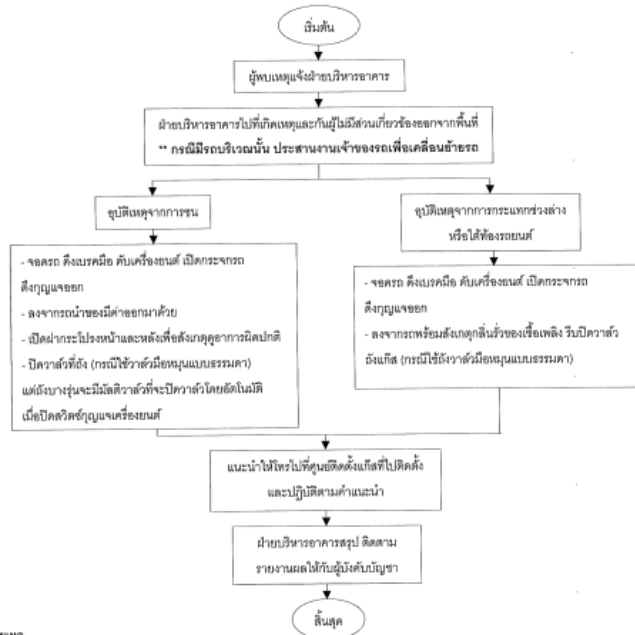 เริ่มต้น
ผู้พบเหตุแจ้งฝ่ายบริหารอาคาร
ฝ่ายบริหารอาคารไปที่เกิดเหตุและกันผู้ไม่มีส่วนเกี่ยวข้องออกจากพื้นที่
** กรณีมีรถบริเวณนั้น ประสานงานเจ้าของรถเพื่อเคลื่อนย้ายรถ
อุบัติเหตุจากการชน
- จอดรถ ดึงเบรคมือ ดับเครื่องยนต์ เปิดกระจกรถ
ดึงกุญแจออก
- ลงจากรถนำของมีค่าออกมาด้วย
- เปิดฝากระโปรงหน้าและหลังเพื่อสังเกตุดูอาการผิดปกติ
- ปิดวาล์วที่ถัง (กรณีใช้วาล์วมือหมุนแบบธรรมดา)
แต่ถังบางรุ่นจะมีมัลติวาล์วที่จะปิดวาล์วโดยอัตโนมัติ
เมื่อปิดสวิตซ์กุญแจเครื่องยนต์
อุบัติเหตุจากการกระแทกช่วงล่าง
หรือใต้ท้องรถยนต์
- จอดรถ ดึงเบรคมือ ดับเครื่องยนต์ เปิดกระจกรถ
ดึงกุญแจออก
- ลงจากรถพร้อมสังเกตุกลิ่นรั่วของเชื้อเพลิง รีบปิดวาล์ว
ถังแก๊ส (กรณีใช้ถังวาล์วมือหมุนแบบธรรมดา)
แนะนำให้โทรไปที่ศูนย์ติดตั้งแก๊สที่ไปติดตั้ง
และปฏิบัติตามคำแนะนำ
ฝ่ายบริหารอาคารสรุป ติดตาม
รายงานผลให้กับผู้บังคับบัญชา
สิ้นสุด